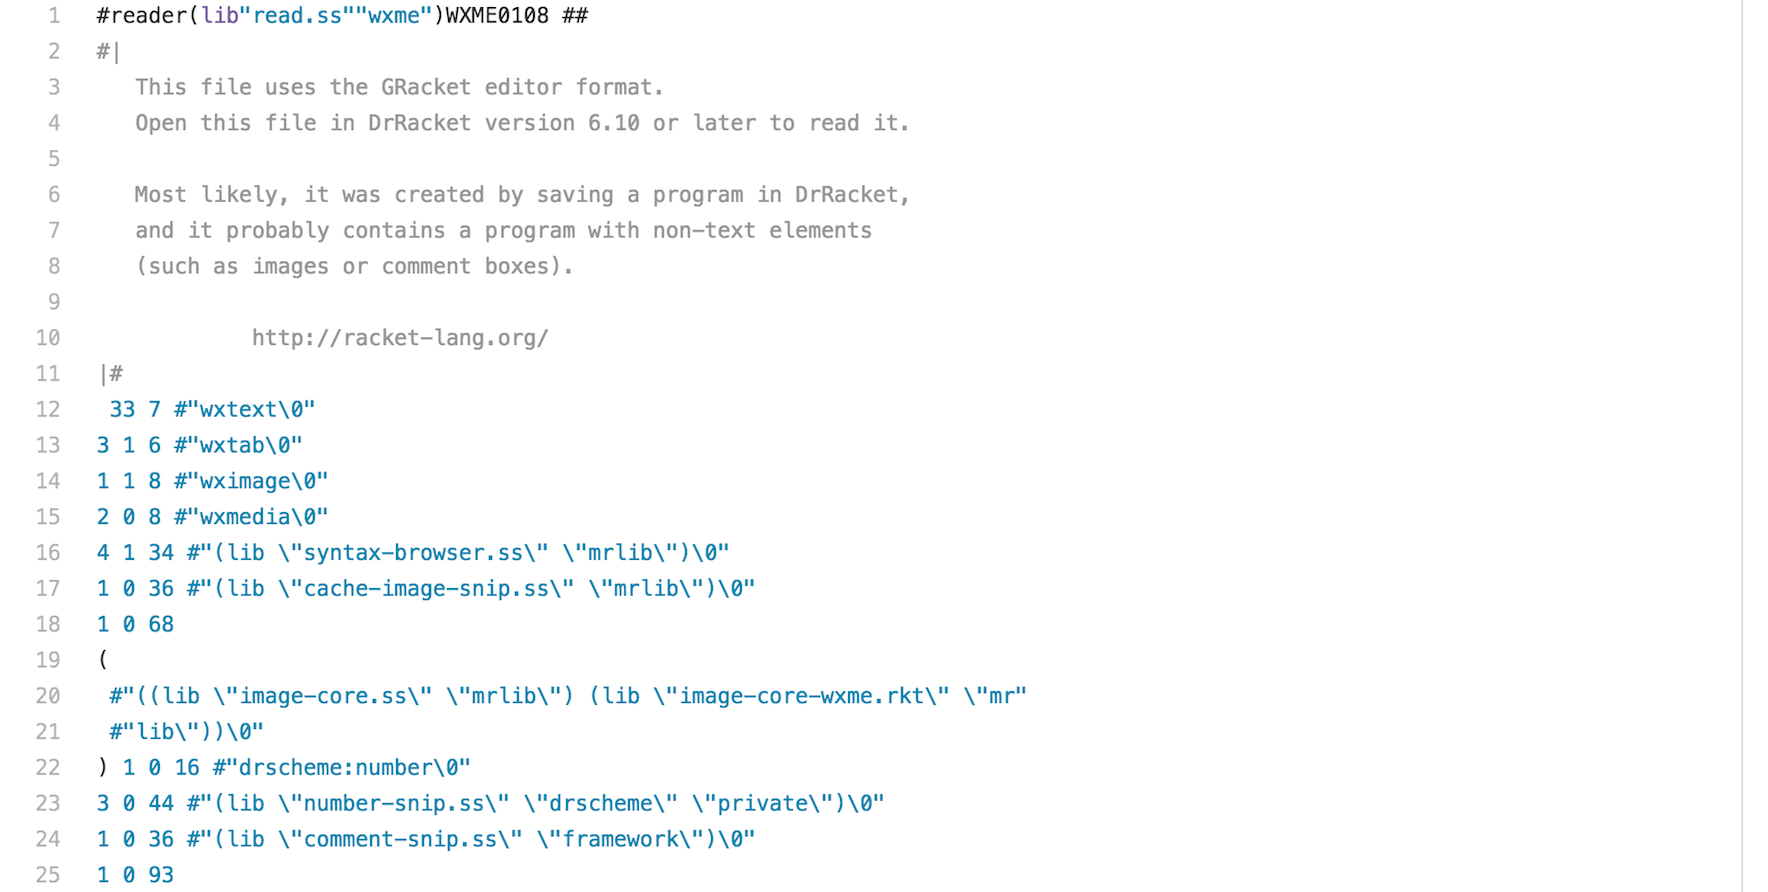 1 #reader(lib"read.ss""wxme")WXME0108 ##
2 #|
3    This file uses the GRacket editor format.
4    Open this file in DrRacket version 6.10 or later to read it.
5
6    Most likely, it was created by saving a program in DrRacket,
7    and it probably contains a program with non-text elements
8    (such as images or comment boxes).
9
10             http://racket-lang.org/
11 |#
12  33 7 #"wxtext\0"
13 3 1 6 #"wxtab\0"
14 1 1 8 #"wximage\0"
15 2 0 8 #"wxmedia\0"
16 4 1 34 #"(lib \"syntax-browser.ss\" \"mrlib\")\0"
17 1 0 36 #"(lib \"cache-image-snip.ss\" \"mrlib\")\0"
18 1 0 68
19 (
20  #"((lib \"image-core.ss\" \"mrlib\") (lib \"image-core-wxme.rkt\" \"mr"
21  #"lib\"))\0"
22 ) 1 0 16 #"drscheme:number\0"
23 3 0 44 #"(lib \"number-snip.ss\" \"drscheme\" \"private\")\0"
24 1 0 36 #"(lib \"comment-snip.ss\" \"framework\")\0"
25 1 0 93